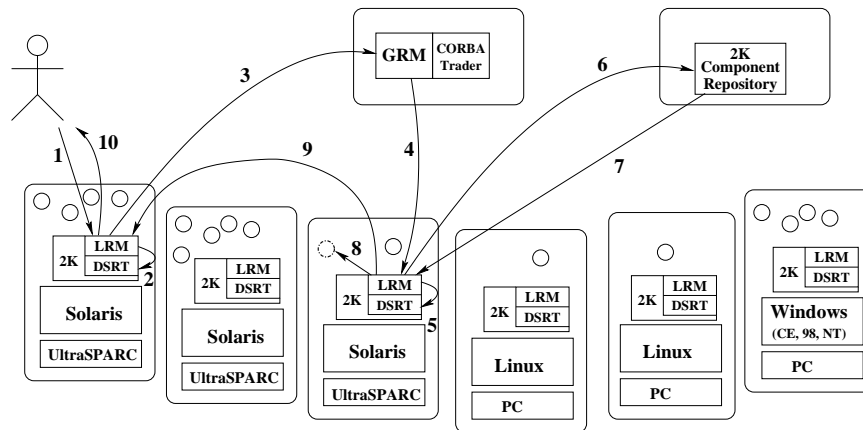 GRM
CORBA
Trader
2K
Component
Repository
3
6
1
10
9
4
7
2K
LRM
DSRT
2
Solaris
UltraSPARC
2K
LRM
DSRT
Solaris
UltraSPARC
8
2K
LRM
DSRT
5
Solaris
UltraSPARC
2K
LRM
DSRT
Linux
PC
2K
LRM
DSRT
Linux
PC
2K
LRM
DSRT
Windows
(CE, 98, NT)
PC